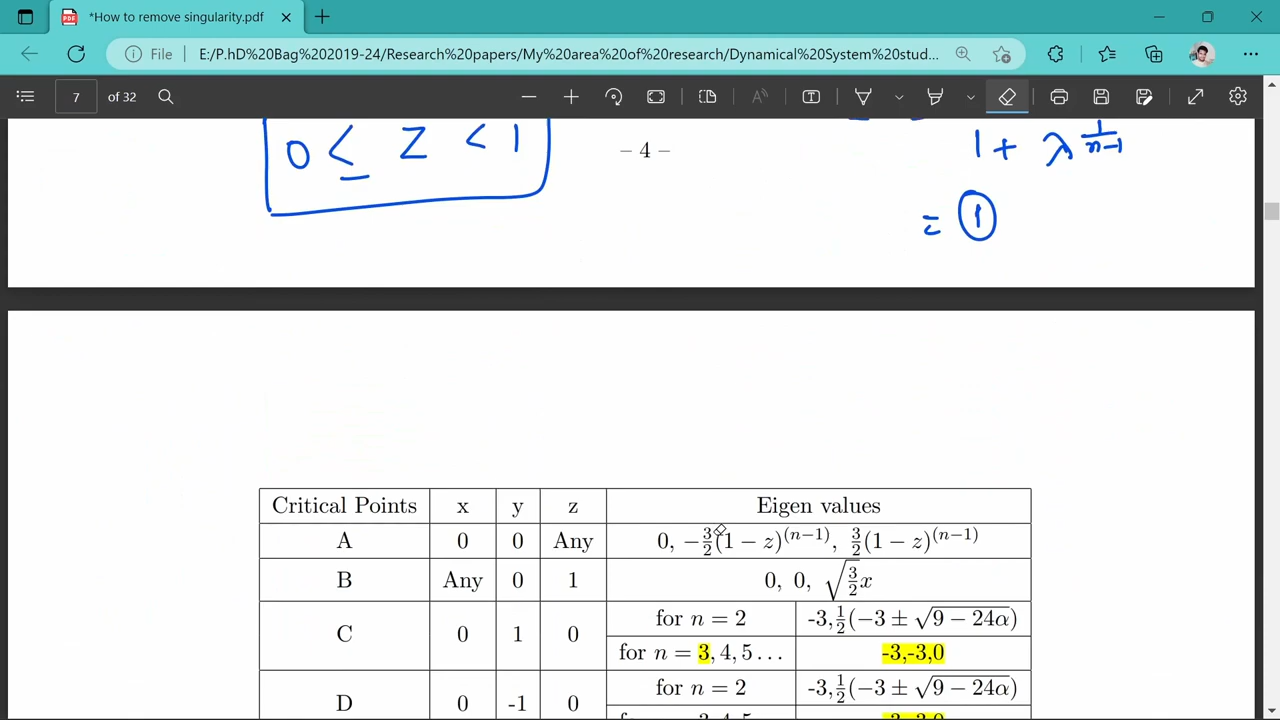 *How to remove singularity.pdf
File
E:/P.hD%20Bag%202019-24/Research%20papers/My%20area%20of%20research/Dynamical%20System%20stud...
7 of 32
0 ≤ z < 1
– 4 –
1 + λ^{1/(n-1)}
= 1
Critical Points x y z Eigen values
A 0 0 Any 0, −3/2(1 − z)^(n−1), 3/2(1 − z)^(n−1)
B Any 0 1 0, 0, √(3/2)x
C 0 1 0 for n = 2 -3,1/2(−3 ± √(9 − 24α))
for n = 3, 4, 5 . . . -3,-3,0
D 0 -1 0 for n = 2 -3,1/2(−3 ± √(9 − 24α))